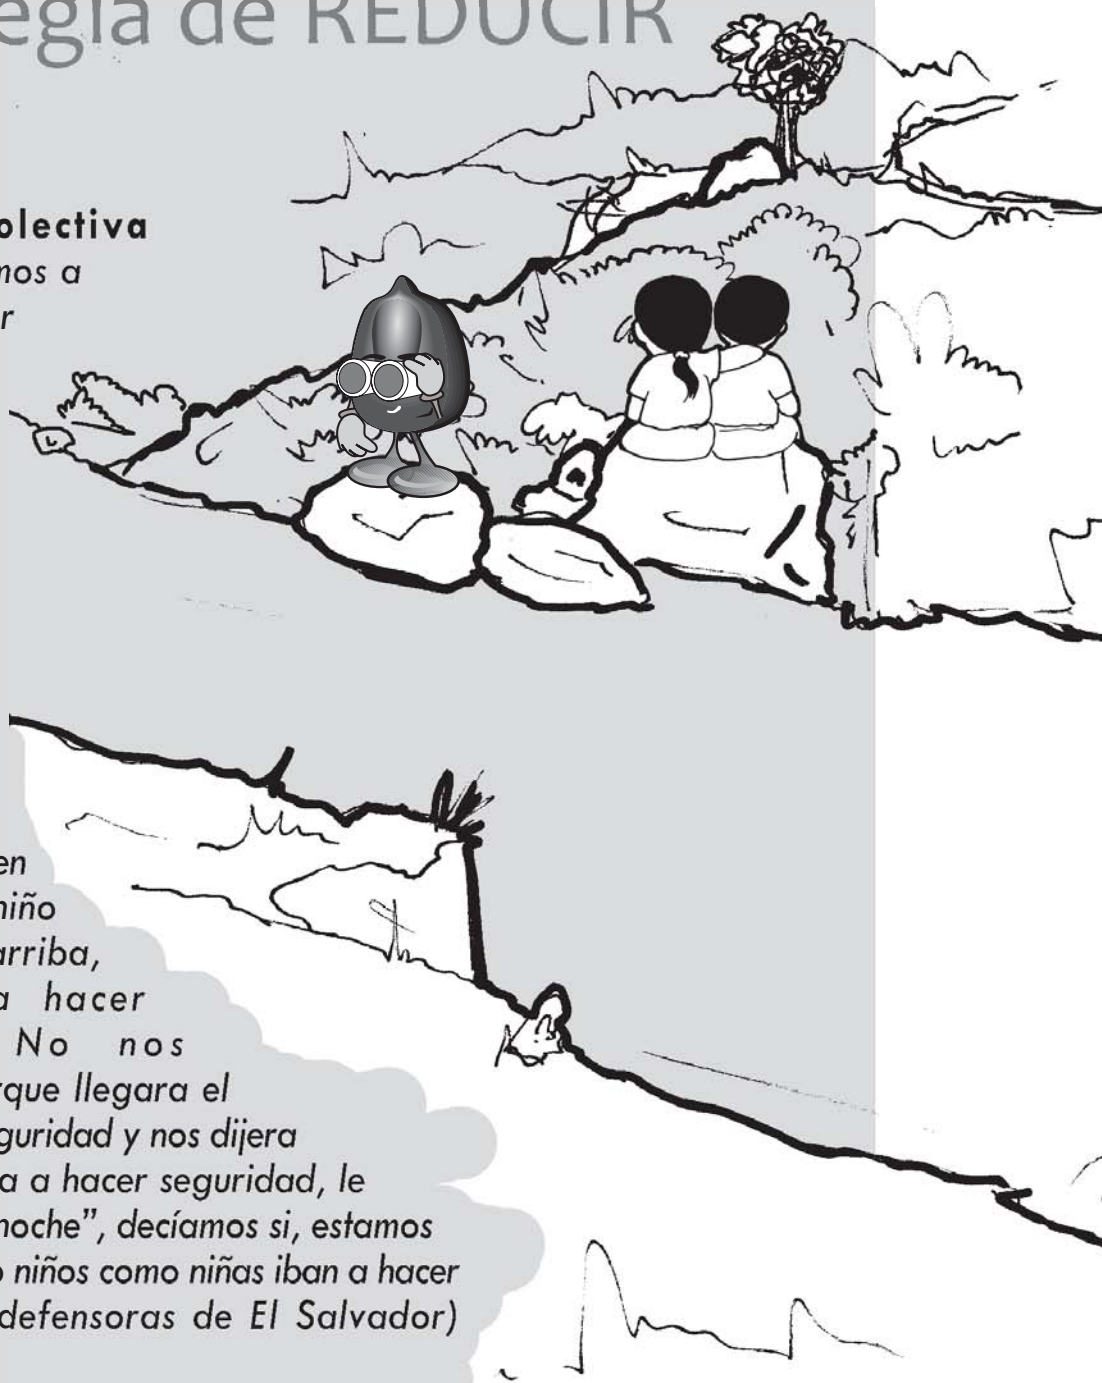 egia de REDUCIR
olectiva
mos a
r
en
niño
arriba,
a hacer
No nos
rque llegara el
guridad y nos dijera
a a hacer seguridad, le
noche”, decíamos si, estamos
o niños como niñas iban a hacer
defensoras de El Salvador)